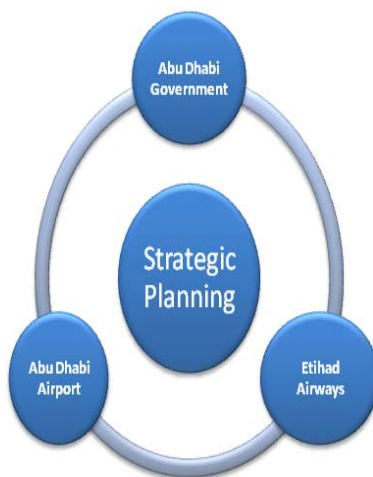 Abu Dhabi
Government
Strategic
Planning
Abu Dhabi
Airport
Etihad
Airways